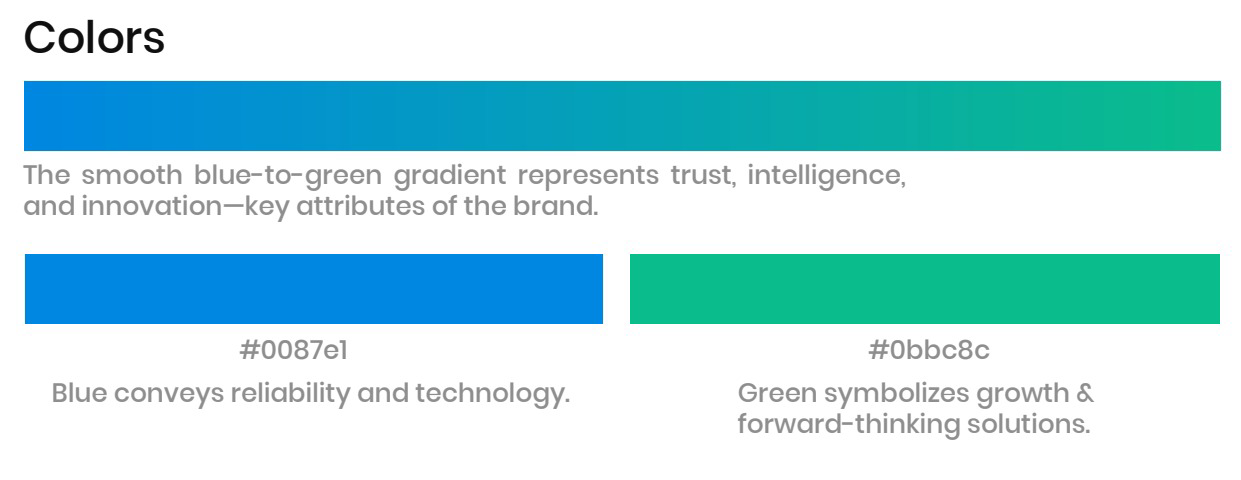 Colors
The smooth blue-to-green gradient represents trust, intelligence,
and innovation—key attributes of the brand.
#0087e1
Blue conveys reliability and technology.
#0bbc8c
Green symbolizes growth &
forward-thinking solutions.